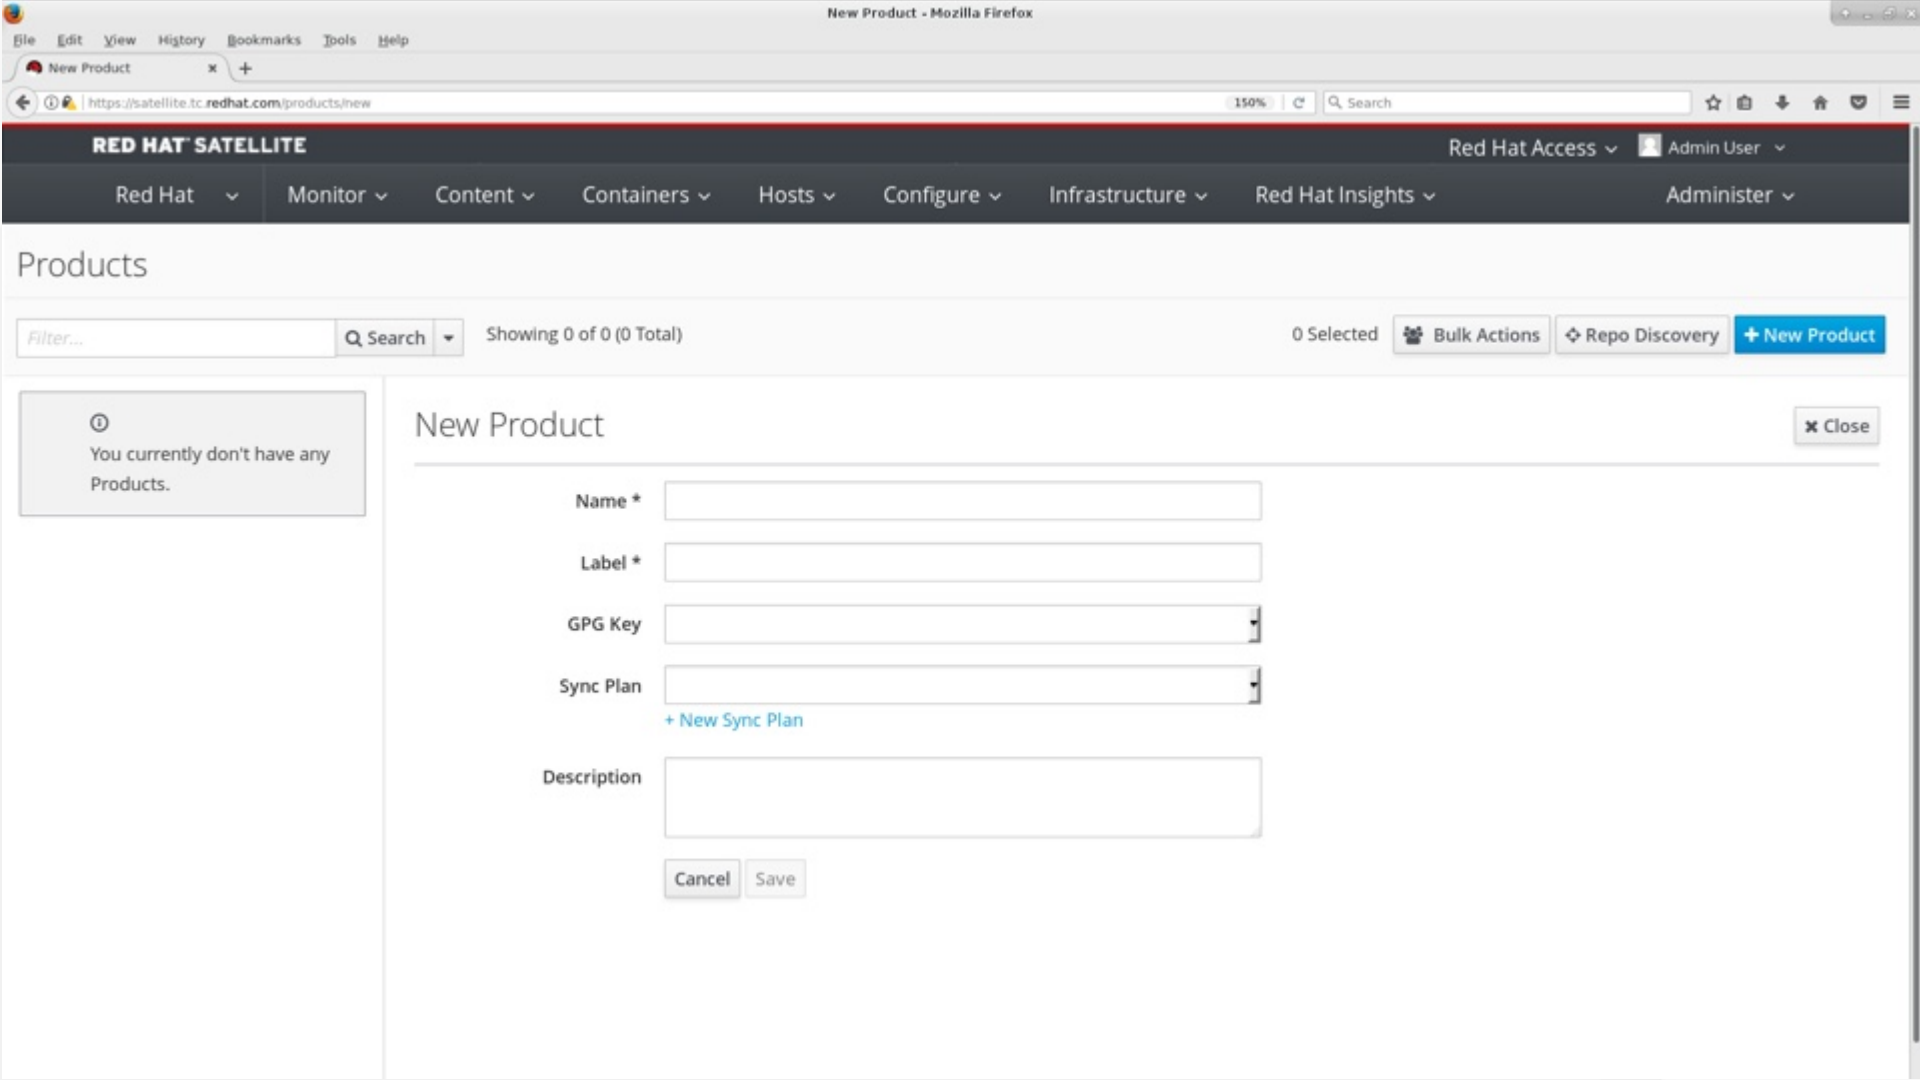 New Product - Mozilla Firefox
File Edit View History Bookmarks Tools Help
New Product
https://satellite.tc.redhat.com/products/new 150% Search
RED HAT SATELLITE Red Hat Access Admin User
Red Hat Monitor Content Containers Hosts Configure Infrastructure Red Hat Insights Administer
Products
Filter... Search Showing 0 of 0 (0 Total) 0 Selected Bulk Actions Repo Discovery + New Product
You currently don't have any
Products.
New Product Close
Name *
Label *
GPG Key
Sync Plan
+ New Sync Plan
Description
Cancel Save